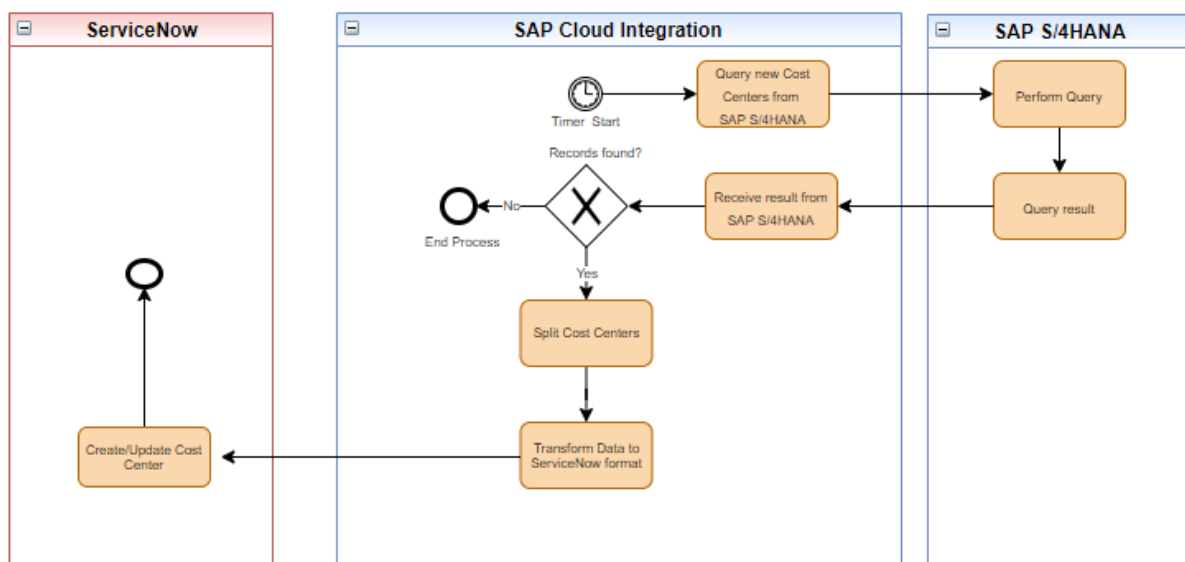 ServiceNow
SAP Cloud Integration
SAP S/4HANA
Timer Start
Query new Cost
Centers from
SAP S/4HANA
Perform Query
Records found?
No
End Process
Receive result from
SAP S/4HANA
Query result
Yes
Split Cost Centers
Transform Data to
ServiceNow format
Create/Update Cost
Center